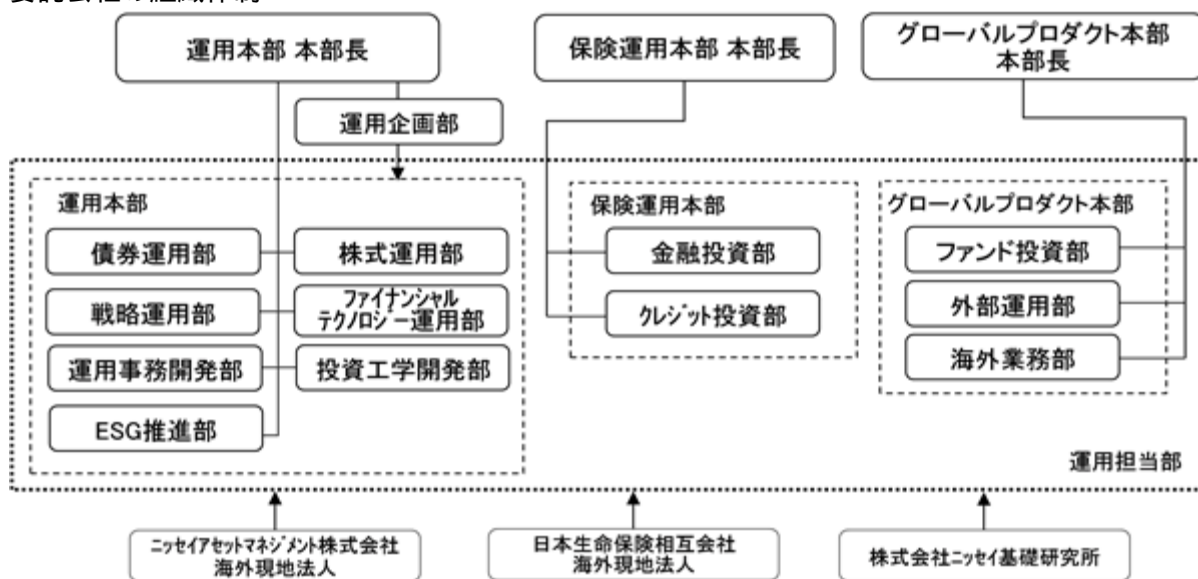 運用本部 本部長
保険運用本部 本部長
グローバルプロダクト本部
本部長
運用企画部
運用本部
債券運用部
株式運用部
戦略運用部
ファイナンシャル
テクノロジー運用部
運用事務開発部
投資工学開発部
ESG推進部
保険運用本部
金融投資部
クレジット投資部
グローバルプロダクト本部
ファンド投資部
外部運用部
海外業務部
運用担当部
ニッセイアセットマネジメント株式会社
海外現地法人
日本生命保険相互会社
海外現地法人
株式会社ニッセイ基礎研究所